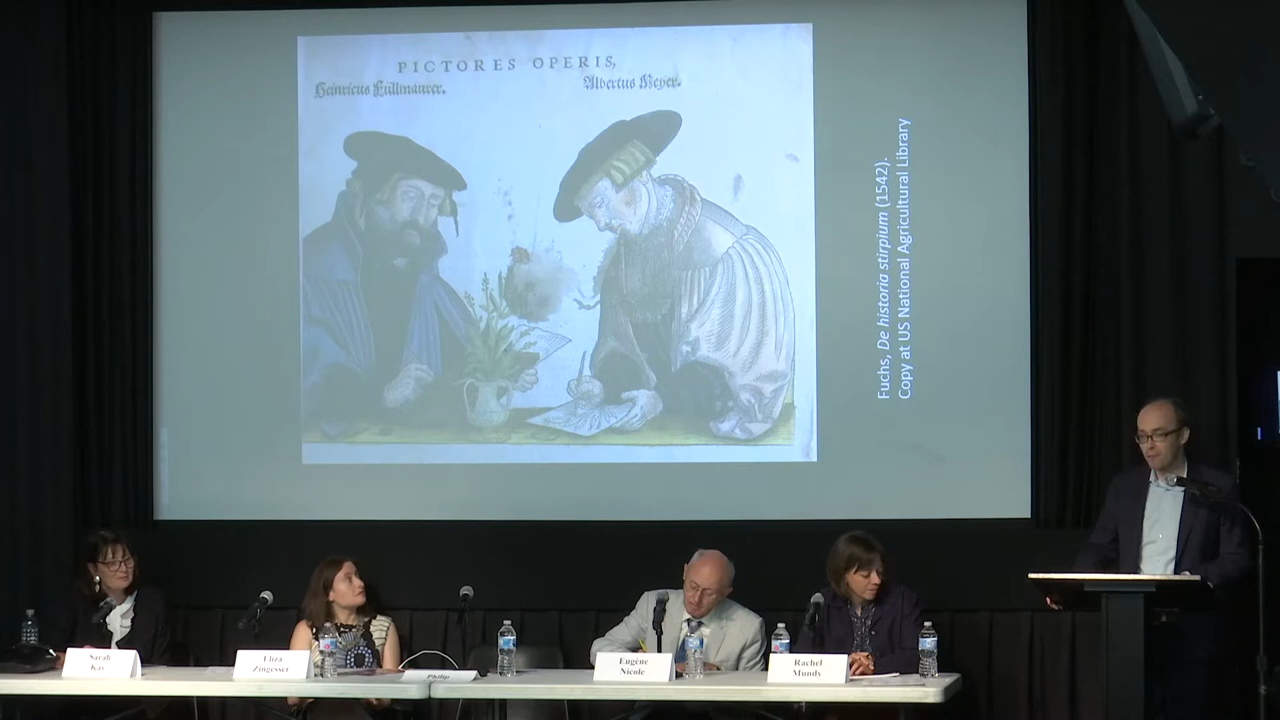 PICTORES OPERIS,
Heinricus Füllmaurer.
Albertus Meyer.
Fuchs, De historia stirpium (1542).
Copy at US National Agricultural Library
Sarah
Kay
Eliza
Zingesser
Philip
Eugène
Nicole
Rachel
Mundy